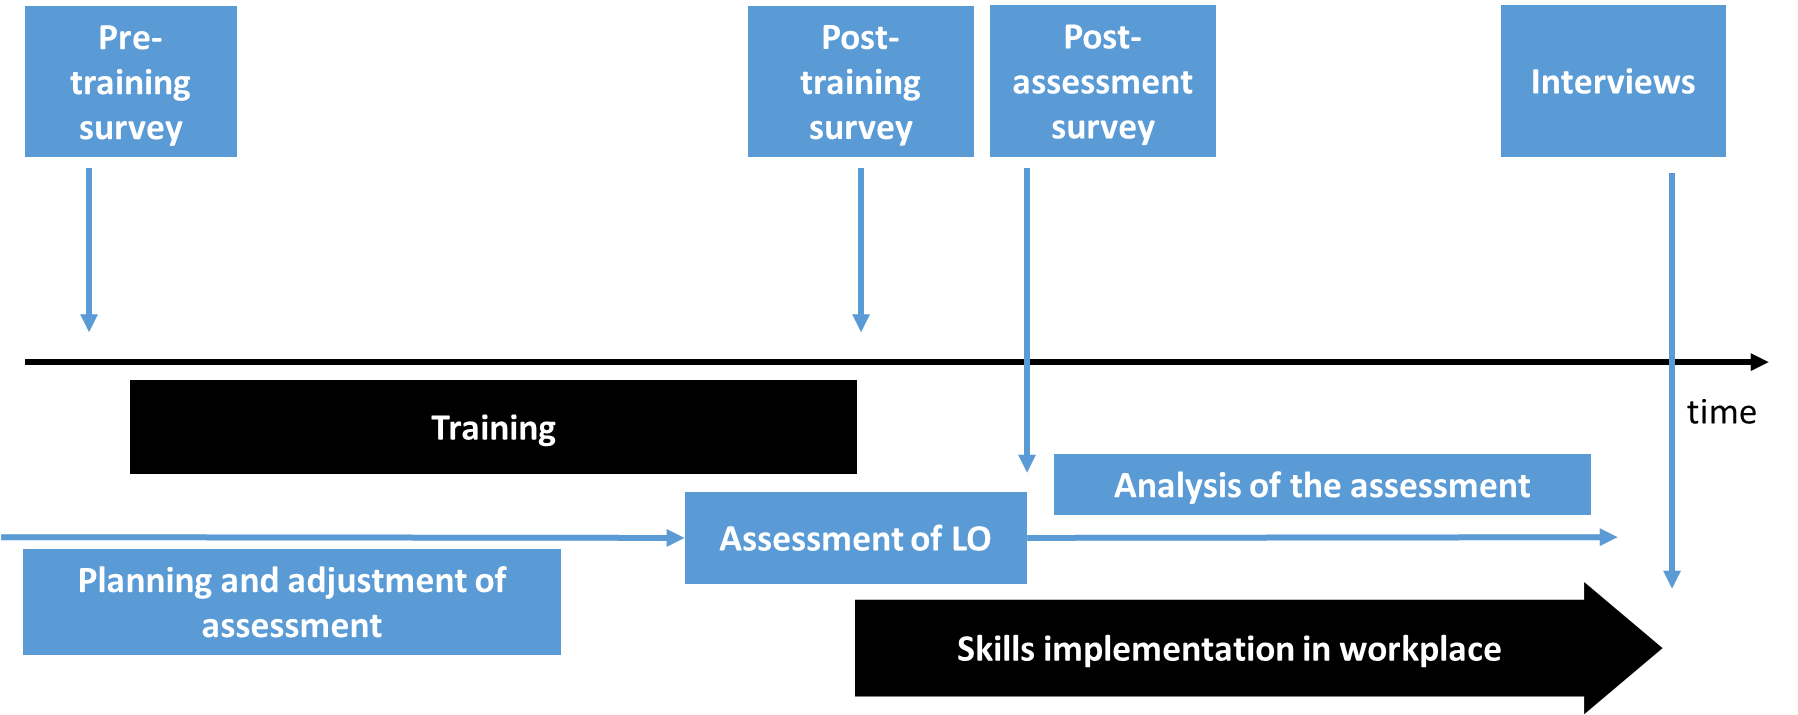 Pre-
training
survey
Post-
training
survey
Post-
assessment
survey
Interviews
time
Training
Analysis of the assessment
Assessment of LO
Planning and adjustment of
assessment
Skills implementation in workplace